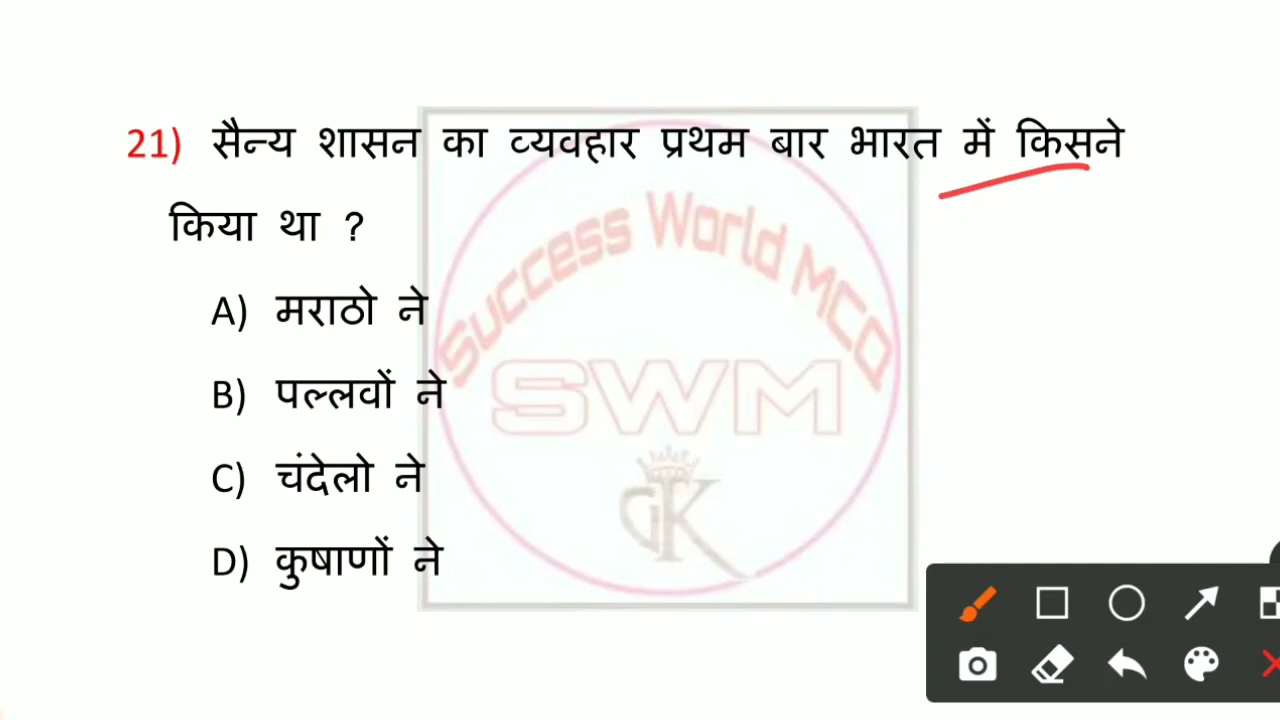 21) सैन्य शासन का व्यवहार प्रथम बार भारत में किसने
किया था ?
A) मराठो ने
B) पल्लवों ने
C) चंदेलो ने
D) कुषाणों ने
Success World MCQ
SWM
GK